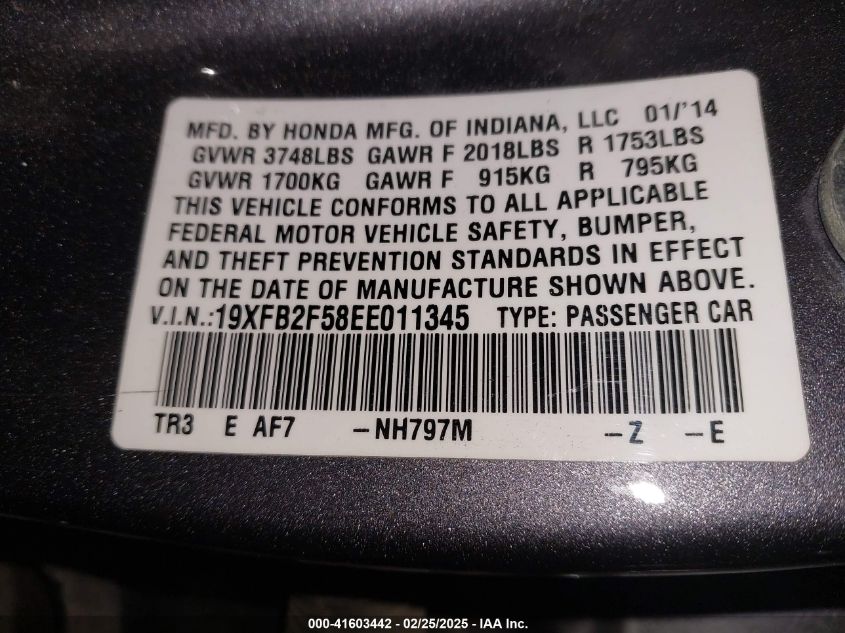 MFD. BY HONDA MFG. OF INDIANA, LLC 01/'14
GVWR 3748LBS GAWR F 2018LBS R 1753LBS
GVWR 1700KG GAWR F 915KG R 795KG
THIS VEHICLE CONFORMS TO ALL APPLICABLE
FEDERAL MOTOR VEHICLE SAFETY, BUMPER,
AND THEFT PREVENTION STANDARDS IN EFFECT
ON THE DATE OF MANUFACTURE SHOWN ABOVE.
V.I.N.:19XFB2F58EE011345 TYPE: PASSENGER CAR
TR3 E AF7 -NH797M -Z -E
000-41603442 - 02/25/2025 - IAA Inc.